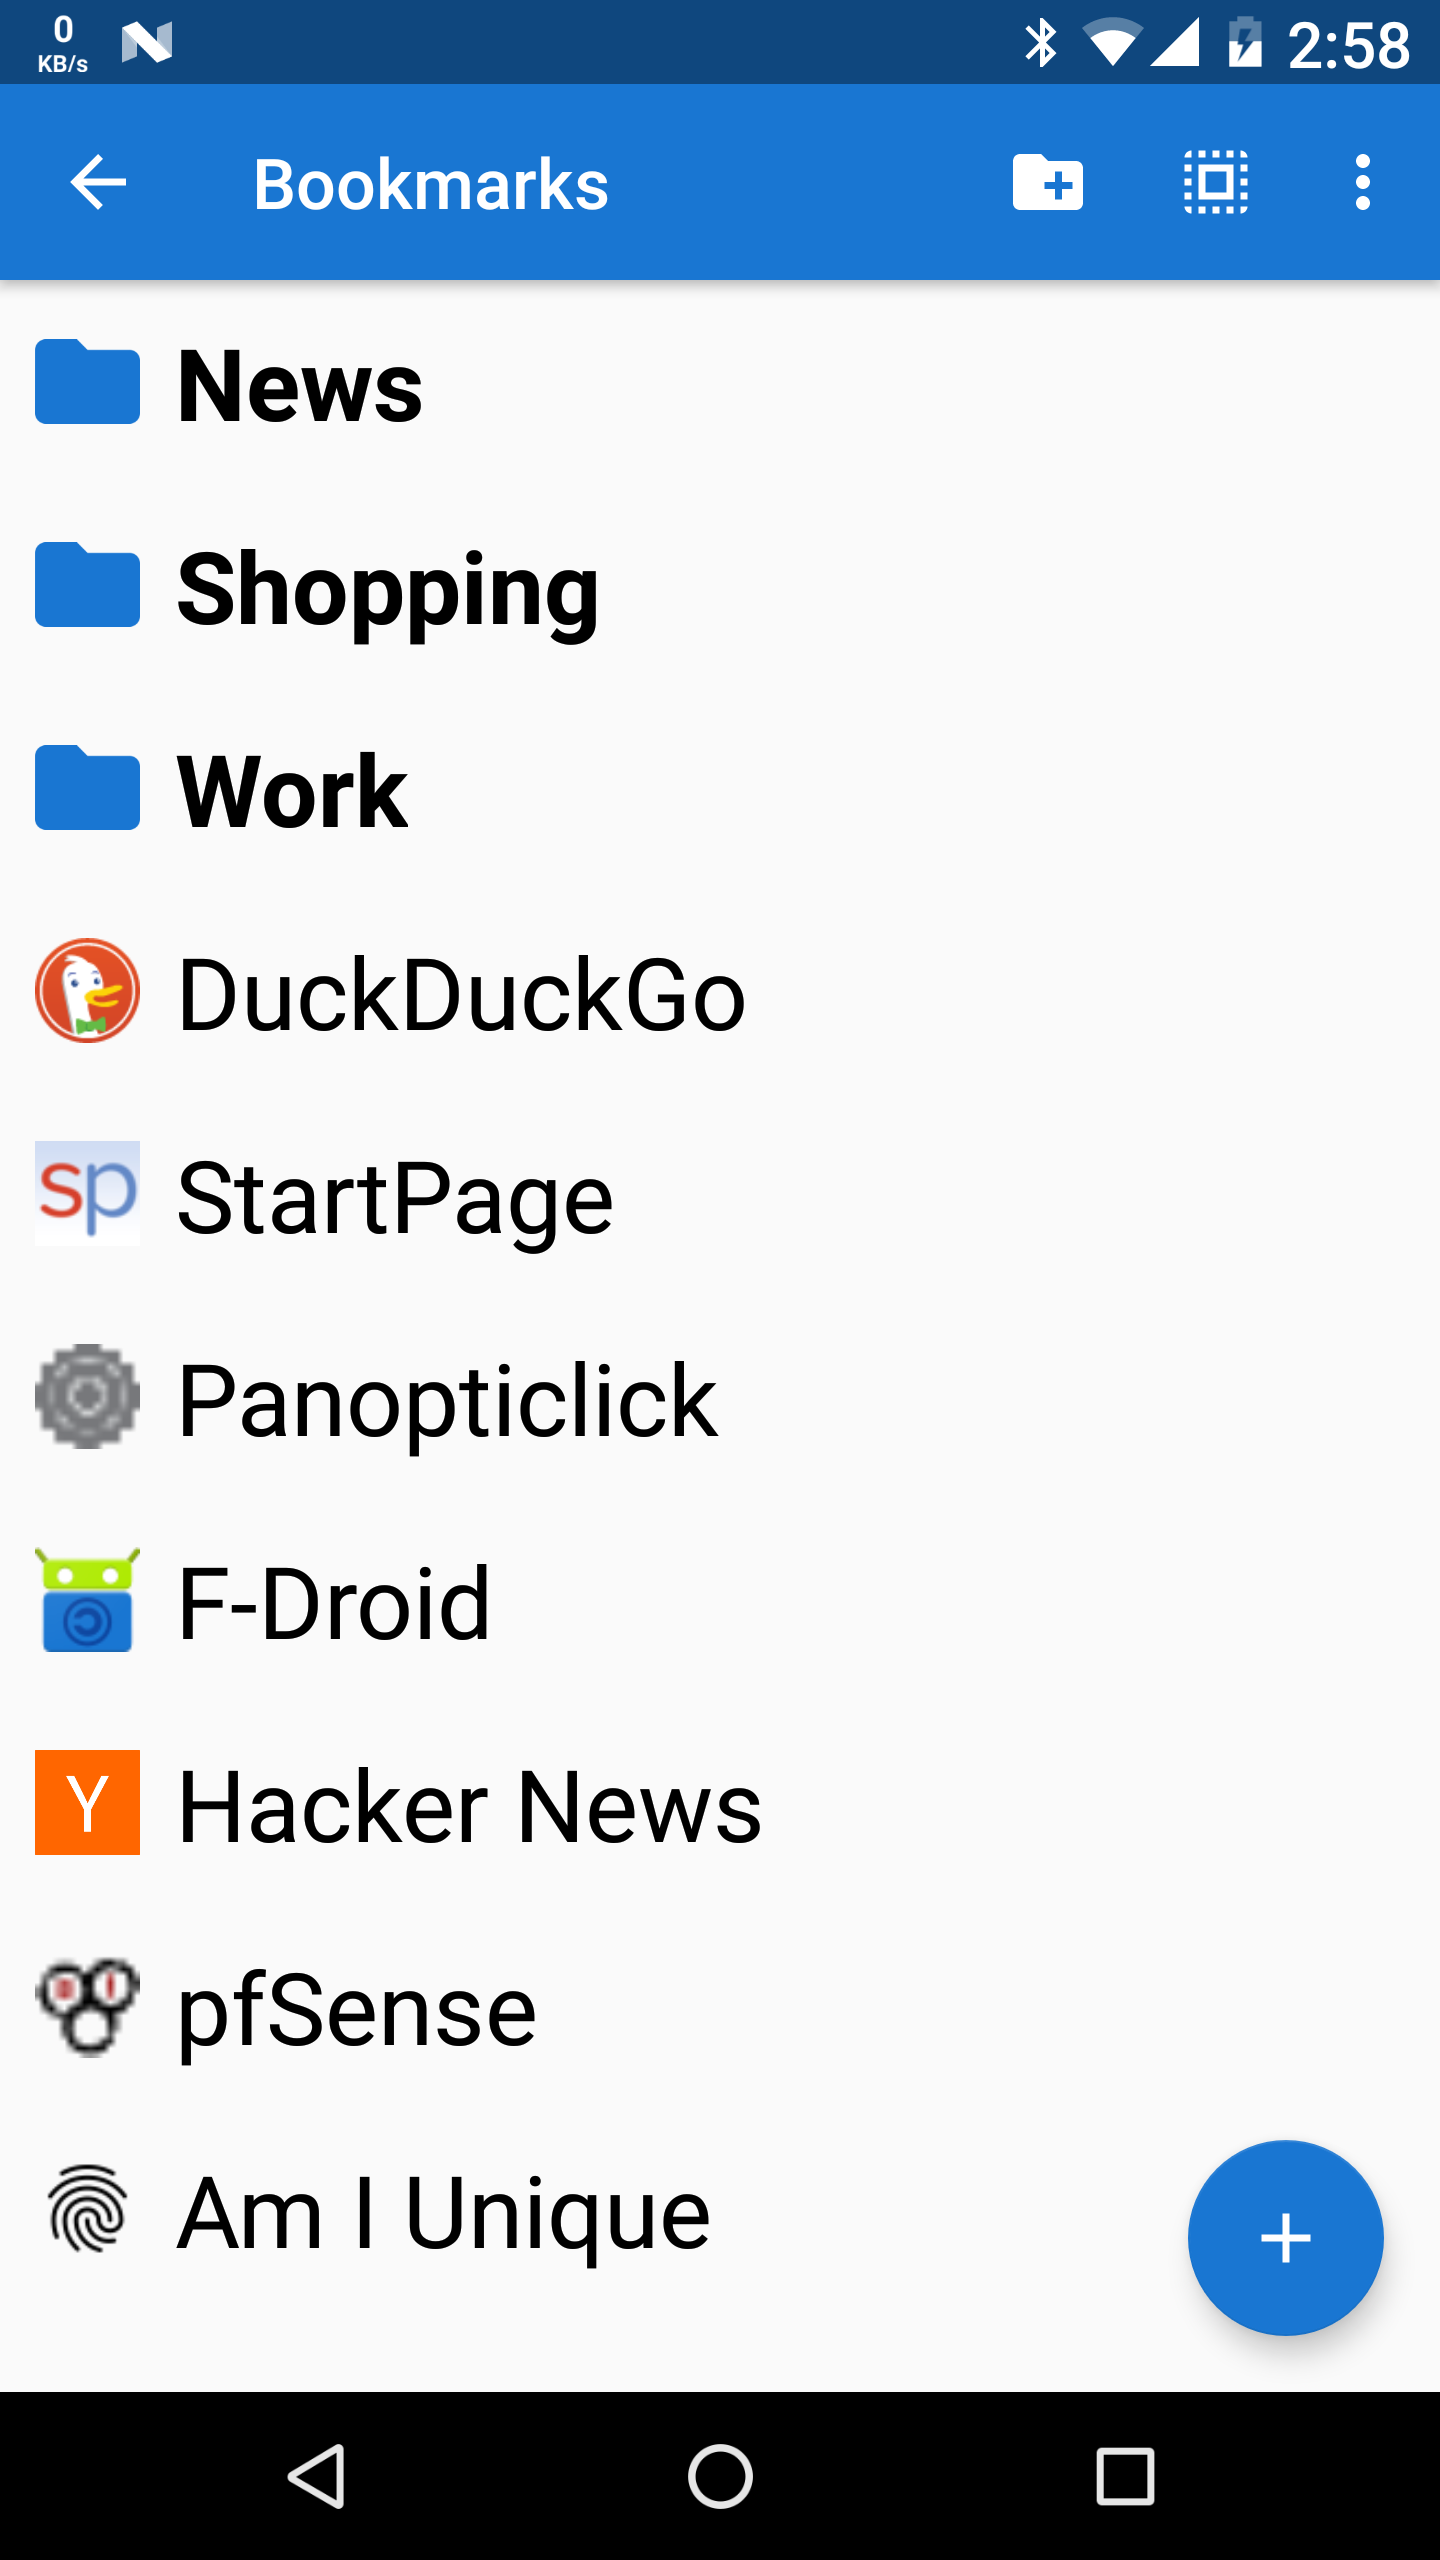 0
KB/s
2:58
Bookmarks
News
Shopping
Work
DuckDuckGo
sp
StartPage
Panopticlick
F-Droid
Y
Hacker News
pfSense
Am I Unique